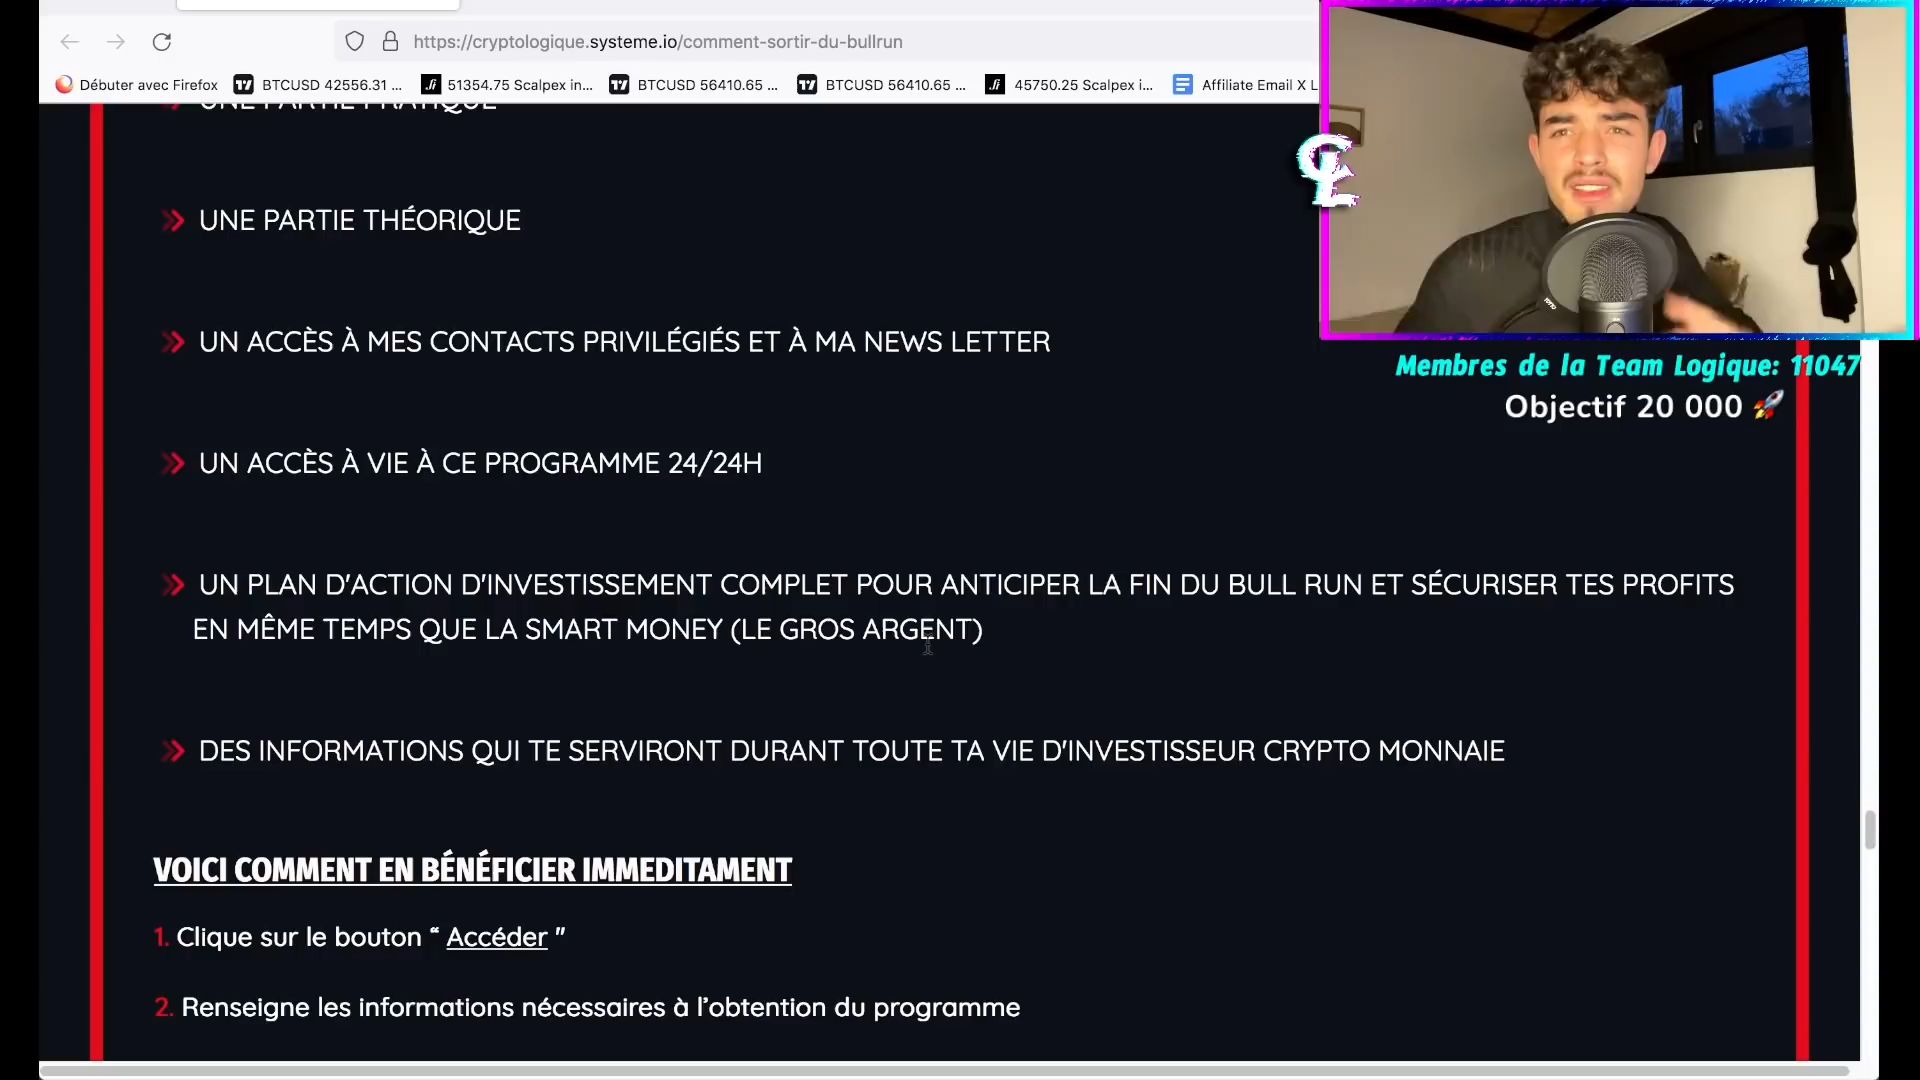 https://cryptologique.systeme.io/comment-sortir-du-bullrun
Débuter avec Firefox
BTCUSD 42556.31 ...
51354.75 Scalpex in...
BTCUSD 56410.65 ...
BTCUSD 56410.65 ...
45750.25 Scalpex i...
Affiliate Email X L
UNE PARTIE PRATIQUE
UNE PARTIE THÉORIQUE
UN ACCÈS À MES CONTACTS PRIVILÉGIÉS ET À MA NEWS LETTER
Membres de la Team Logique: 11047
Objectif 20 000 🚀
UN ACCÈS À VIE À CE PROGRAMME 24/24H
UN PLAN D'ACTION D'INVESTISSEMENT COMPLET POUR ANTICIPER LA FIN DU BULL RUN ET SÉCURISER TES PROFITS
EN MÊME TEMPS QUE LA SMART MONEY (LE GROS ARGENT)
DES INFORMATIONS QUI TE SERVIRONT DURANT TOUTE TA VIE D'INVESTISSEUR CRYPTO MONNAIE
VOICI COMMENT EN BÉNÉFICIER IMMEDITAMENT
1. Clique sur le bouton “ Accéder "
2. Renseigne les informations nécessaires à l’obtention du programme